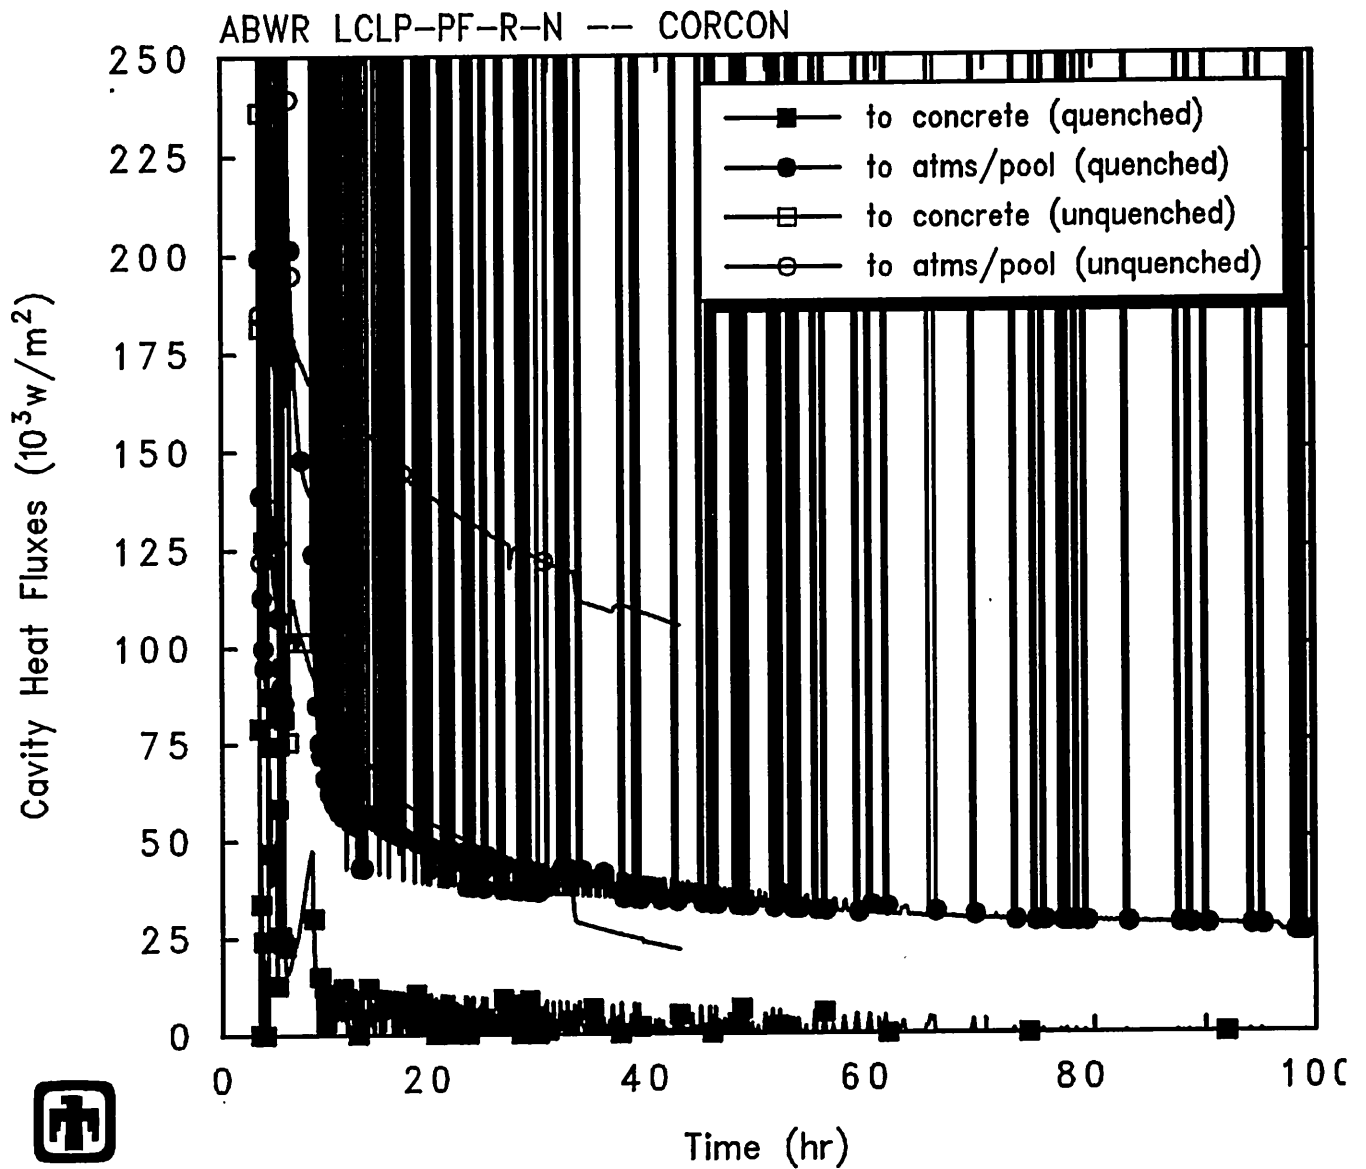 ABWR LCLP-PF-R-N -- CORCON
250
225
200
175
150
125
100
75
50
25
0
Cavity Heat Fluxes (10³w/m²)
to concrete (quenched)
to atms/pool (quenched)
to concrete (unquenched)
to atms/pool (unquenched)
0 20 40 60 80 100
Time (hr)